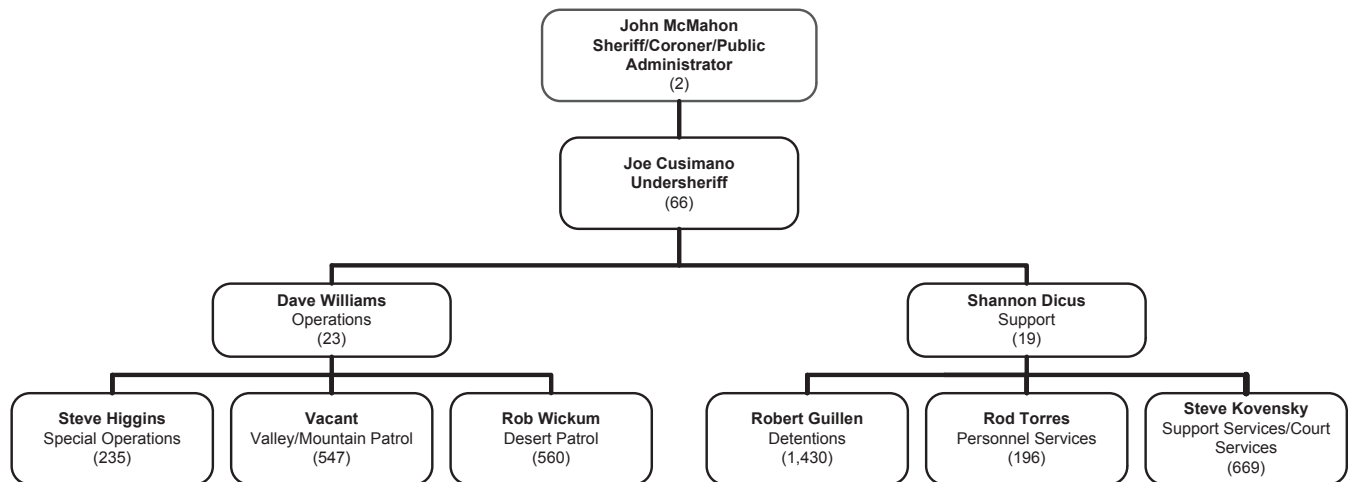 John McMahon
Sheriff/Coroner/Public
Administrator
(2)
Joe Cusimano
Undersheriff
(66)
Dave Williams
Operations
(23)
Shannon Dicus
Support
(19)
Steve Higgins
Special Operations
(235)
Vacant
Valley/Mountain Patrol
(547)
Rob Wickum
Desert Patrol
(560)
Robert Guillen
Detentions
(1,430)
Rod Torres
Personnel Services
(196)
Steve Kovensky
Support Services/Court
Services
(669)